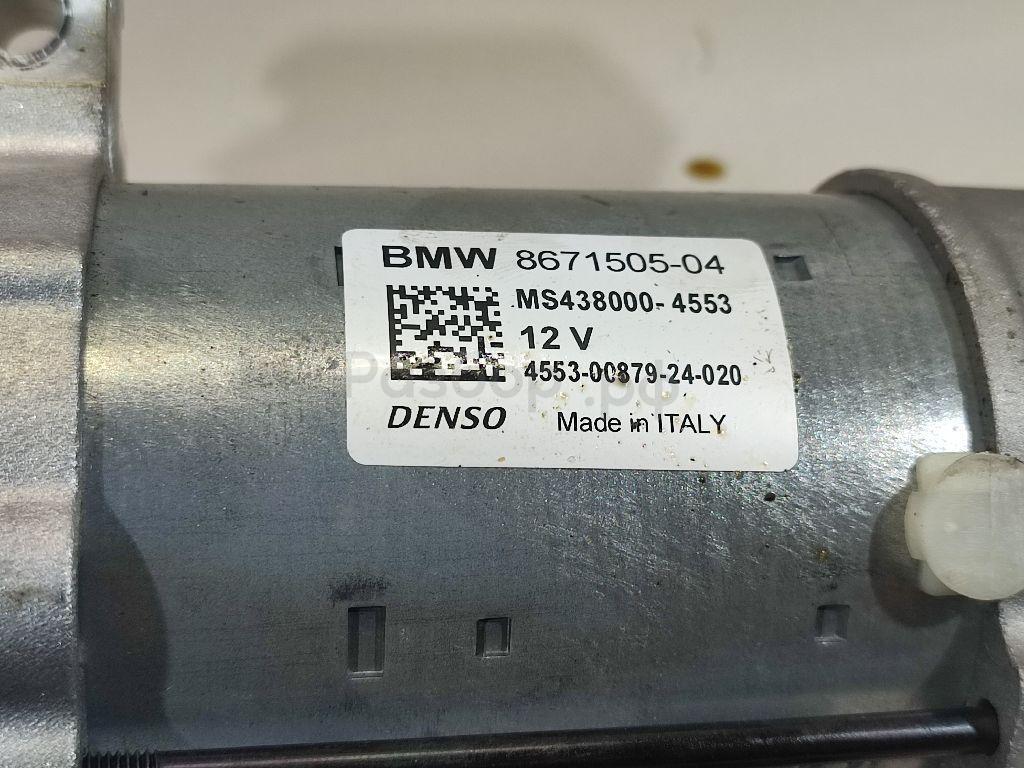 BMW 8671505-04
MS438000-4553
12 V
4553-00879-24-020
DENSO Made in ITALY